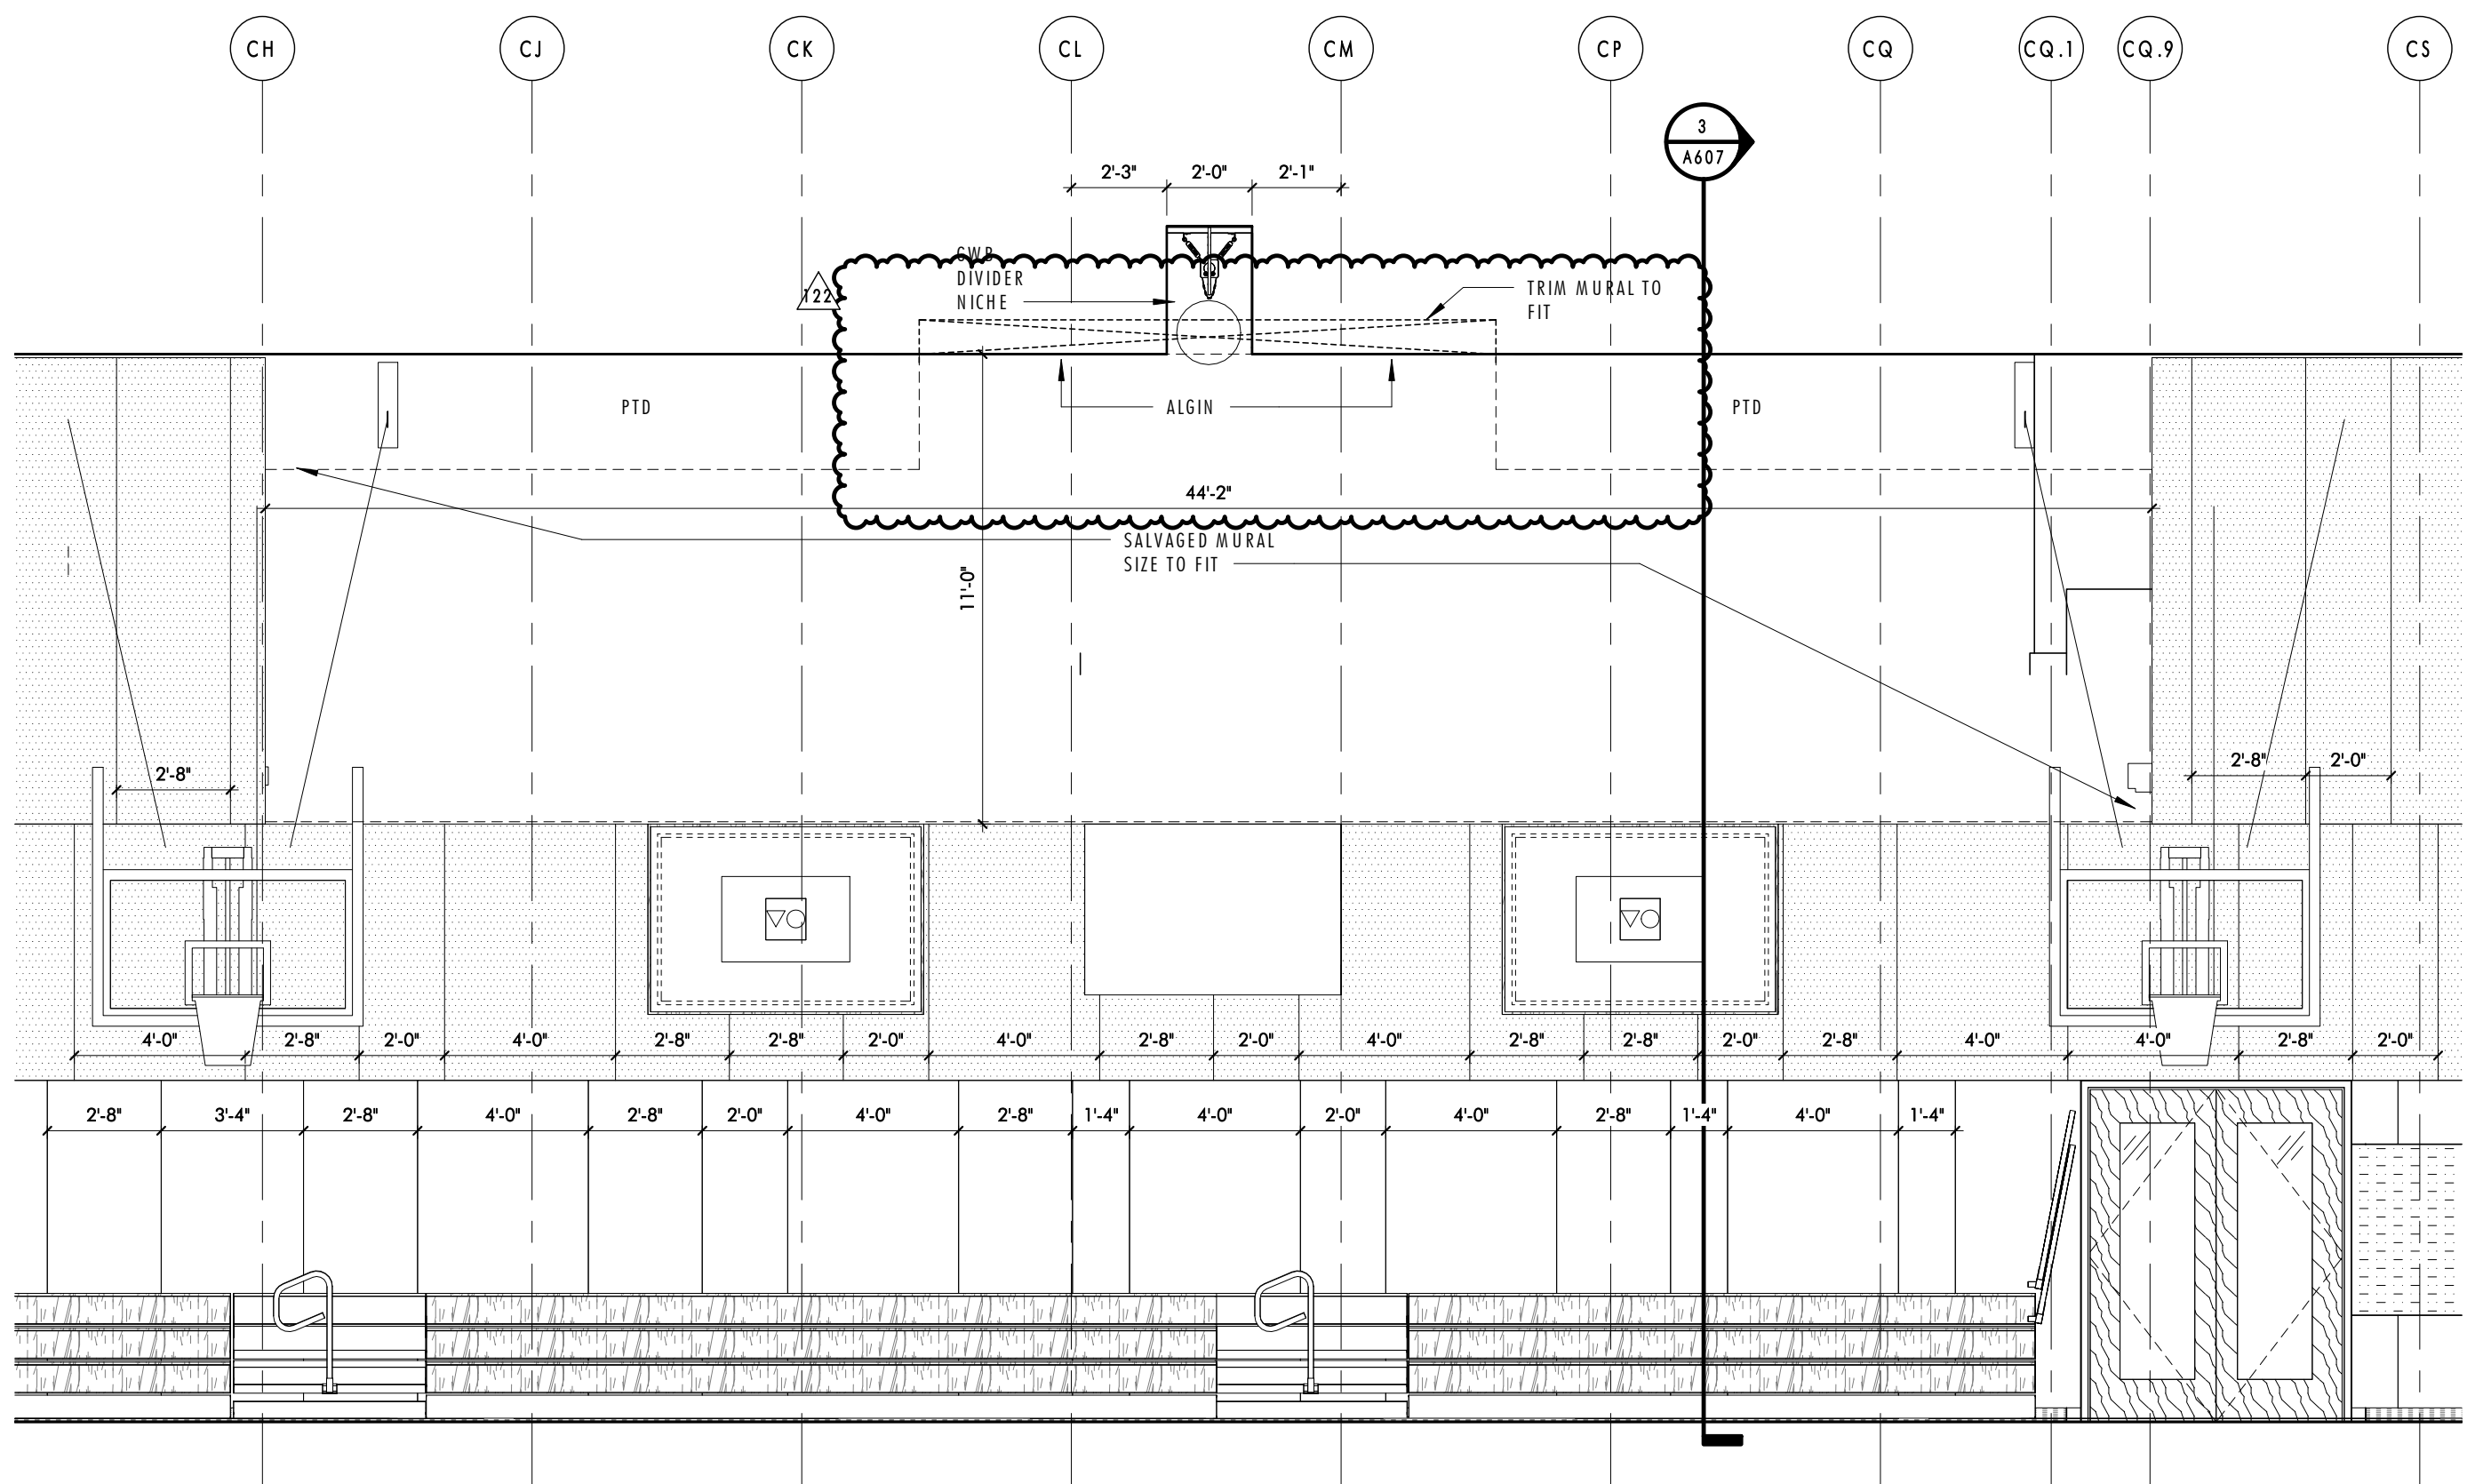 CH CJ CK CL CM CP CQ CQ.1 CQ.9 CS
3
A607
2'-3" 2'-0" 2'-1"
GWB
DIVIDER
NICHE
122
TRIM MURAL TO
FIT
PTD ALGIN PTD
44'-2"
SALVAGED MURAL
SIZE TO FIT
11'-0"
2'-8" 2'-8" 2'-0"
4'-0" 2'-8" 2'-0" 4'-0" 2'-8" 2'-8" 2'-0" 4'-0" 2'-8" 2'-0" 4'-0" 2'-8" 2'-8" 2'-0" 2'-8" 4'-0" 4'-0" 2'-8" 2'-0"
2'-8" 3'-4" 2'-8" 4'-0" 2'-8" 2'-0" 4'-0" 2'-8" 1'-4" 4'-0" 2'-0" 4'-0" 2'-8" 1'-4" 4'-0" 1'-4"